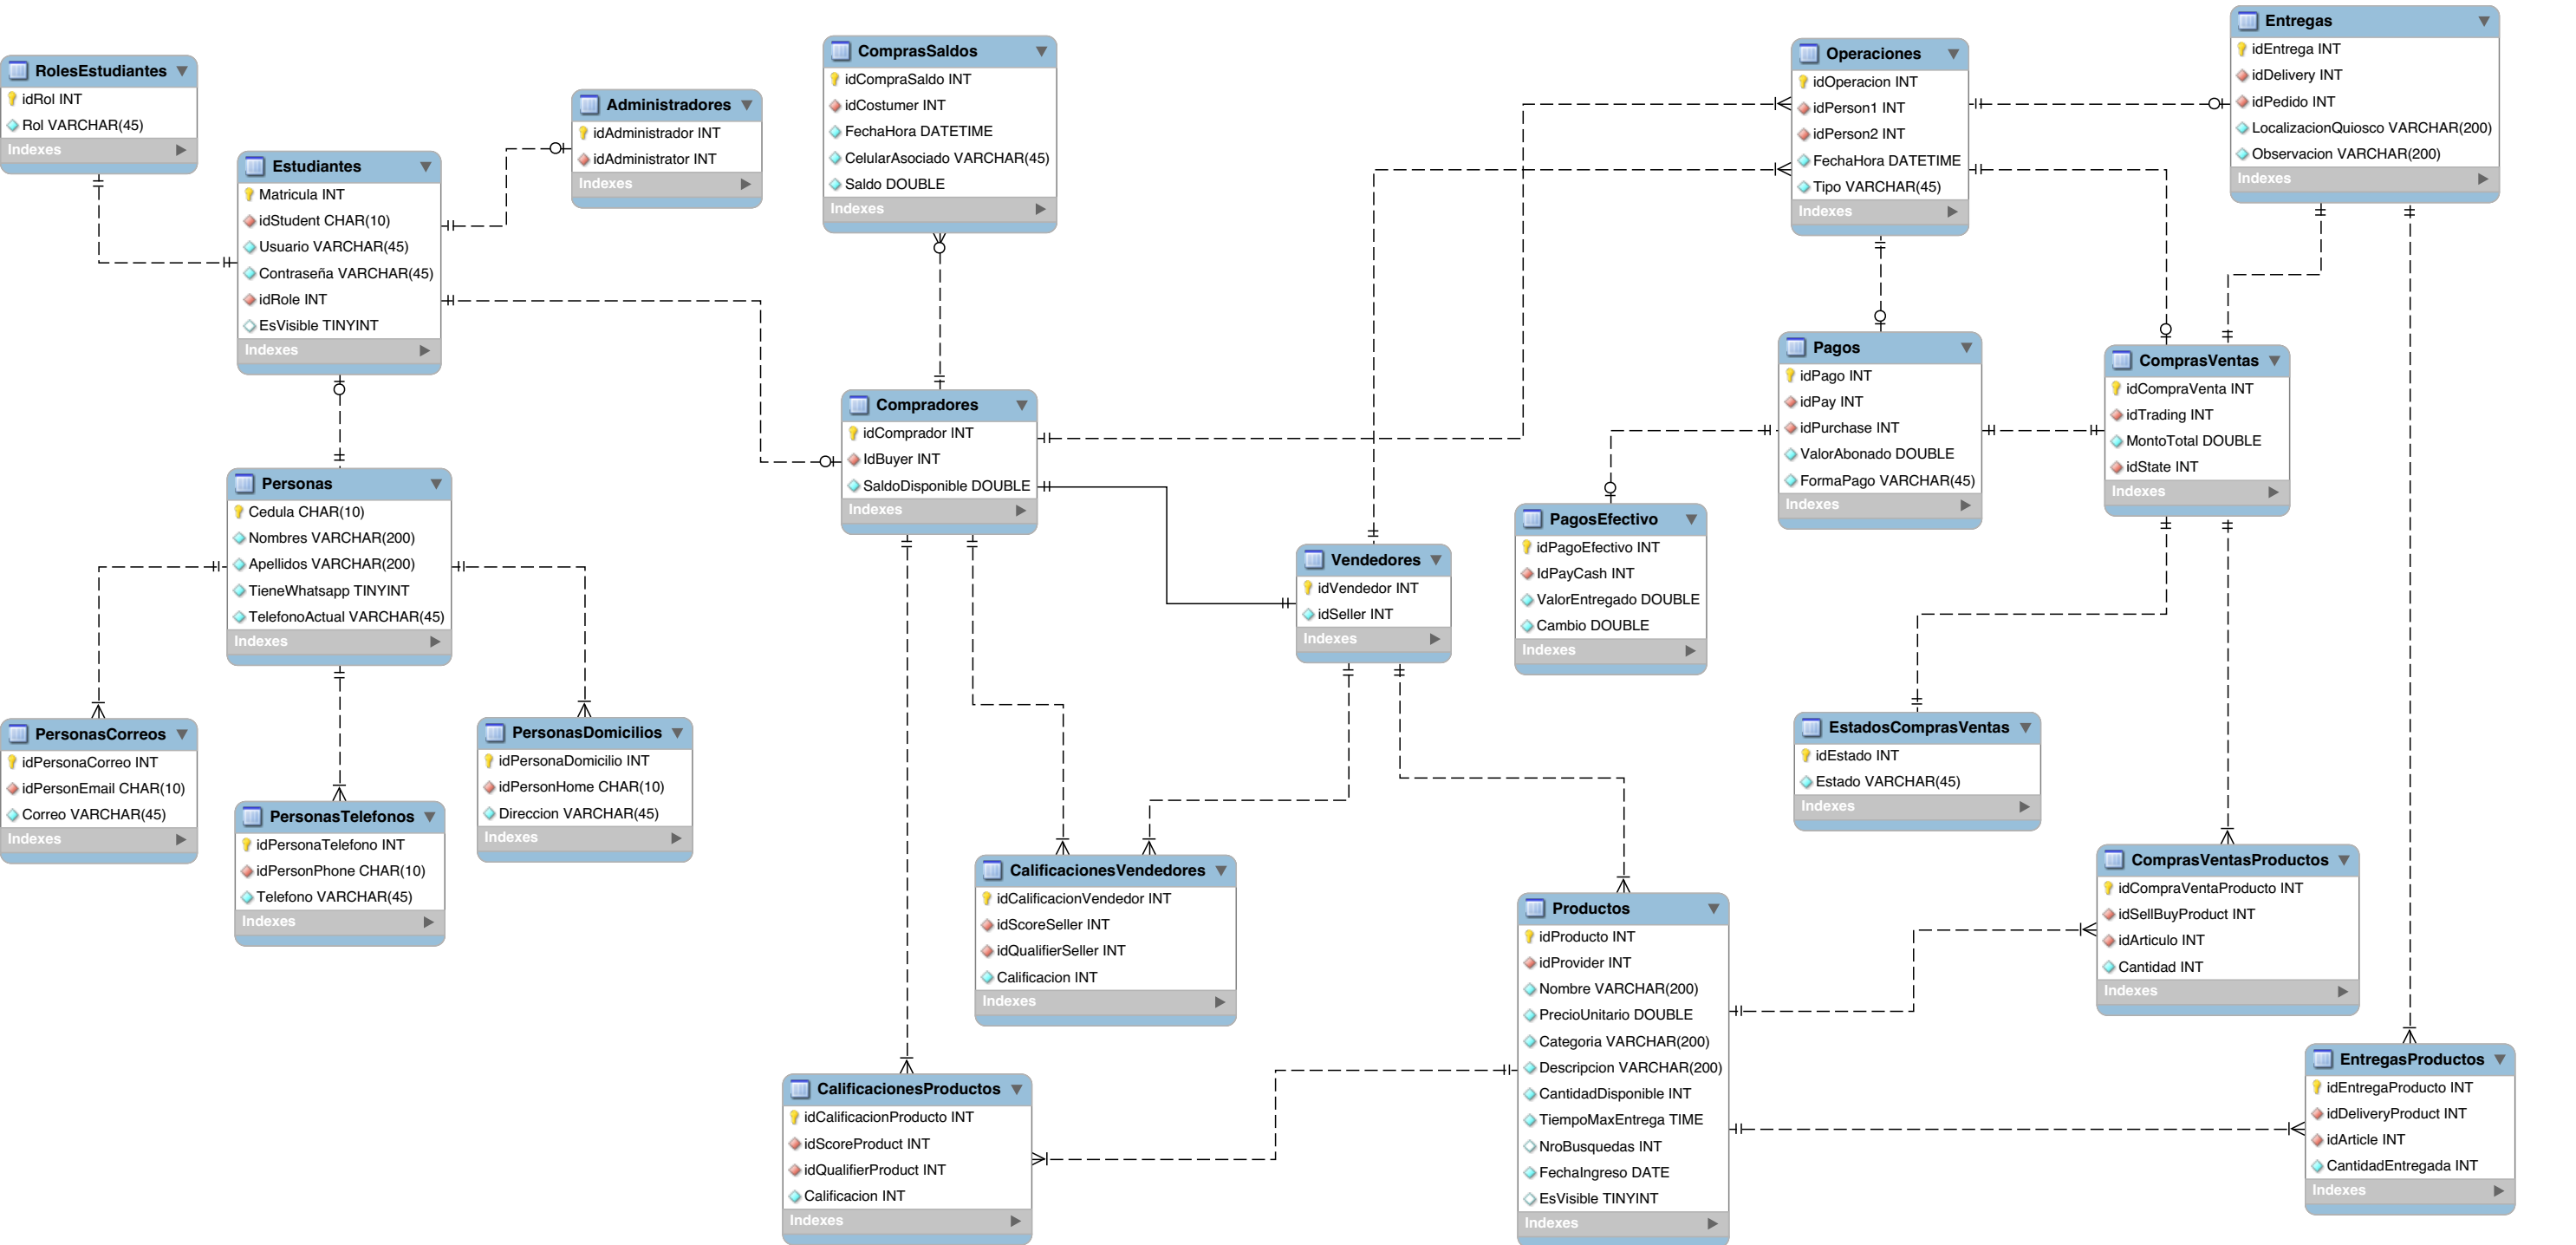 RolesEstudiantes
idRol INT
Rol VARCHAR(45)
Indexes
Estudiantes
Matricula INT
idStudent CHAR(10)
Usuario VARCHAR(45)
Contraseña VARCHAR(45)
idRole INT
EsVisible TINYINT
Indexes
Administradores
idAdministrador INT
idAdministrator INT
Indexes
ComprasSaldos
idCompraSaldo INT
idCostumer INT
FechaHora DATETIME
CelularAsociado VARCHAR(45)
Saldo DOUBLE
Indexes
Operaciones
idOperacion INT
idPerson1 INT
idPerson2 INT
FechaHora DATETIME
Tipo VARCHAR(45)
Indexes
Entregas
idEntrega INT
idDelivery INT
idPedido INT
LocalizacionQuiosco VARCHAR(200)
Observacion VARCHAR(200)
Indexes
Personas
Cedula CHAR(10)
Nombres VARCHAR(200)
Apellidos VARCHAR(200)
TieneWhatsapp TINYINT
TelefonoActual VARCHAR(45)
Indexes
Compradores
idComprador INT
IdBuyer INT
SaldoDisponible DOUBLE
Indexes
Vendedores
idVendedor INT
idSeller INT
Indexes
PagosEfectivo
idPagoEfectivo INT
IdPayCash INT
ValorEntregado DOUBLE
Cambio DOUBLE
Indexes
Pagos
idPago INT
idPay INT
idPurchase INT
ValorAbonado DOUBLE
FormaPago VARCHAR(45)
Indexes
ComprasVentas
idCompraVenta INT
idTrading INT
MontoTotal DOUBLE
idState INT
Indexes
PersonasCorreos
idPersonaCorreo INT
idPersonEmail CHAR(10)
Correo VARCHAR(45)
Indexes
PersonasTelefonos
idPersonaTelefono INT
idPersonPhone CHAR(10)
Telefono VARCHAR(45)
Indexes
PersonasDomicilios
idPersonaDomicilio INT
idPersonHome CHAR(10)
Direccion VARCHAR(45)
Indexes
CalificacionesVendedores
idCalificacionVendedor INT
idScoreSeller INT
idQualifierSeller INT
Calificacion INT
Indexes
CalificacionesProductos
idCalificacionProducto INT
idScoreProduct INT
idQualifierProduct INT
Calificacion INT
Indexes
Productos
idProducto INT
idProvider INT
Nombre VARCHAR(200)
PrecioUnitario DOUBLE
Categoria VARCHAR(200)
Descripcion VARCHAR(200)
CantidadDisponible INT
TiempoMaxEntrega TIME
NroBusquedas INT
FechaIngreso DATE
EsVisible TINYINT
Indexes
EstadosComprasVentas
idEstado INT
Estado VARCHAR(45)
Indexes
ComprasVentasProductos
idCompraVentaProducto INT
idSellBuyProduct INT
idArticulo INT
Cantidad INT
Indexes
EntregasProductos
idEntregaProducto INT
idDeliveryProduct INT
idArticle INT
CantidadEntregada INT
Indexes